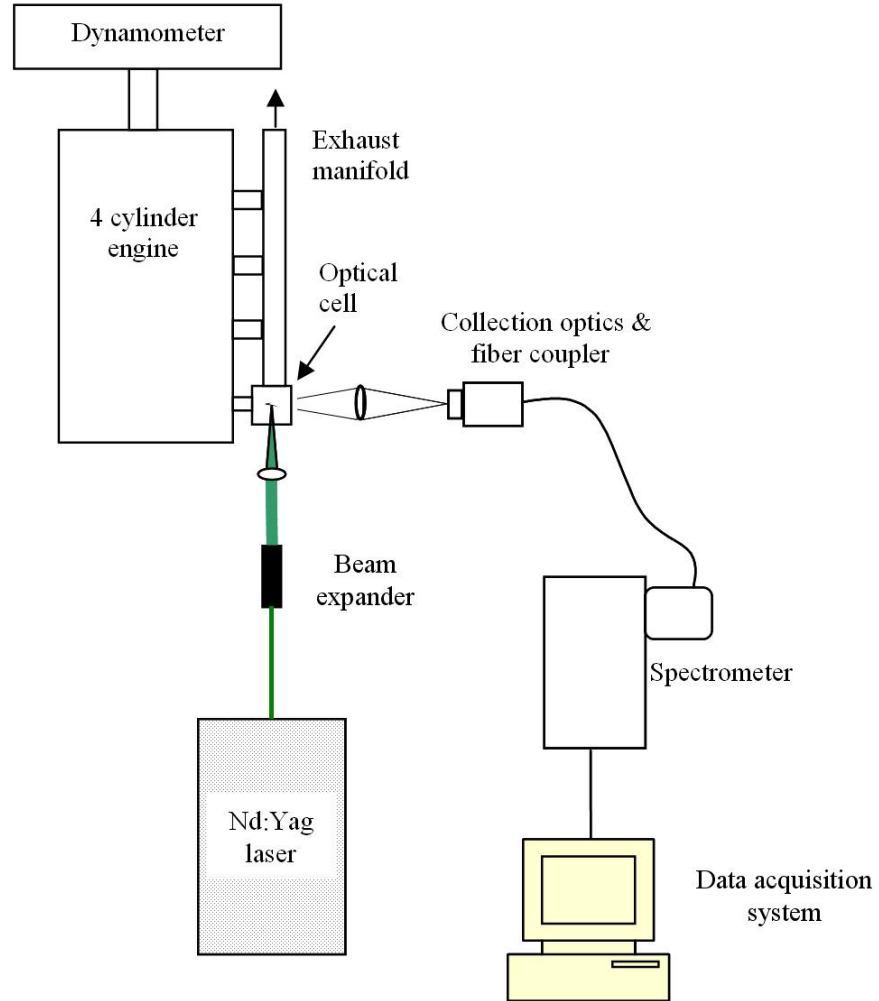 Dynamometer
Exhaust
manifold
4 cylinder
engine
Optical
cell
Collection optics &
fiber coupler
Beam
expander
Spectrometer
Nd:Yag
laser
Data acquisition
system